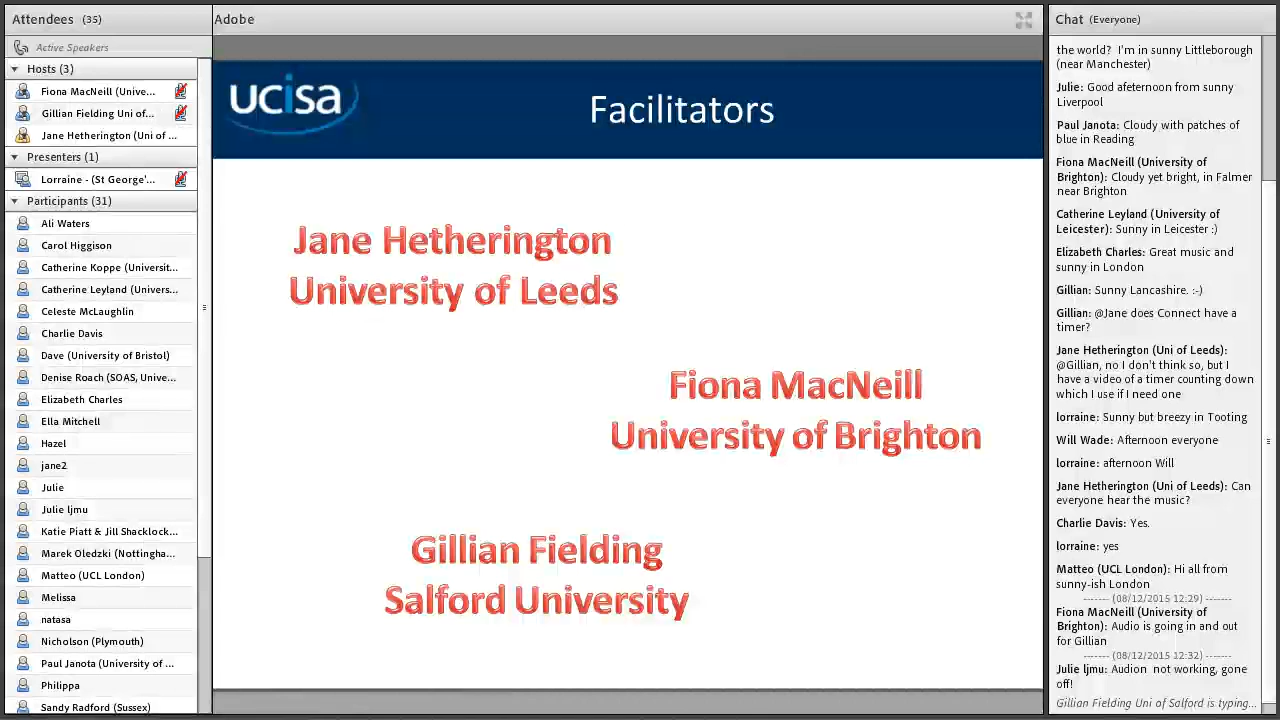 Attendees (35)
Active Speakers
Hosts (3)
Fiona MacNeill (Unive...
Gillian Fielding Uni of...
Jane Hetherington (Uni of ...
Presenters (1)
Lorraine - (St George'...
Participants (31)
Ali Waters
Carol Higgison
Catherine Koppe (Universit...
Catherine Leyland (Univers...
Celeste McLaughlin
Charlie Davis
Dave (University of Bristol)
Denise Roach (SOAS, Unive...
Elizabeth Charles
Ella Mitchell
Hazel
jane2
Julie
Julie ljmu
Katie Piatt & Jill Shacklock...
Marek Oledzki (Nottingha...
Matteo (UCL London)
Melissa
natasa
Nicholson (Plymouth)
Paul Janota (University of ...
Philippa
Sandy Radford (Sussex)
Adobe
ucisa
Facilitators
Jane Hetherington
University of Leeds
Fiona MacNeill
University of Brighton
Gillian Fielding
Salford University
Chat (Everyone)
the world? I'm in sunny Littleborough
(near Manchester)
Julie: Good afeternoon from sunny
Liverpool
Paul Janota: Cloudy with patches of
blue in Reading
Fiona MacNeill (University of
Brighton): Cloudy yet bright, in Falmer
near Brighton
Catherine Leyland (University of
Leicester): Sunny in Leicester :)
Elizabeth Charles: Great music and
sunny in London
Gillian: Sunny Lancashire. :-)
Gillian: @Jane does Connect have a
timer?
Jane Hetherington (Uni of Leeds):
@Gillian, no I don't think so, but I
have a video of a timer counting down
which I use if I need one
lorraine: Sunny but breezy in Tooting
Will Wade: Afternoon everyone
lorraine: afternoon Will
Jane Hetherington (Uni of Leeds): Can
everyone hear the music?
Charlie Davis: Yes.
lorraine: yes
Matteo (UCL London): Hi all from
sunny-ish London
------- (08/12/2015 12:29) -------
Fiona MacNeill (University of
Brighton): Audio is going in and out
for Gillian
------- (08/12/2015 12:32) -------
Julie ljmu: Audion not working, gone
off!
Gillian Fielding Uni of Salford is typing...